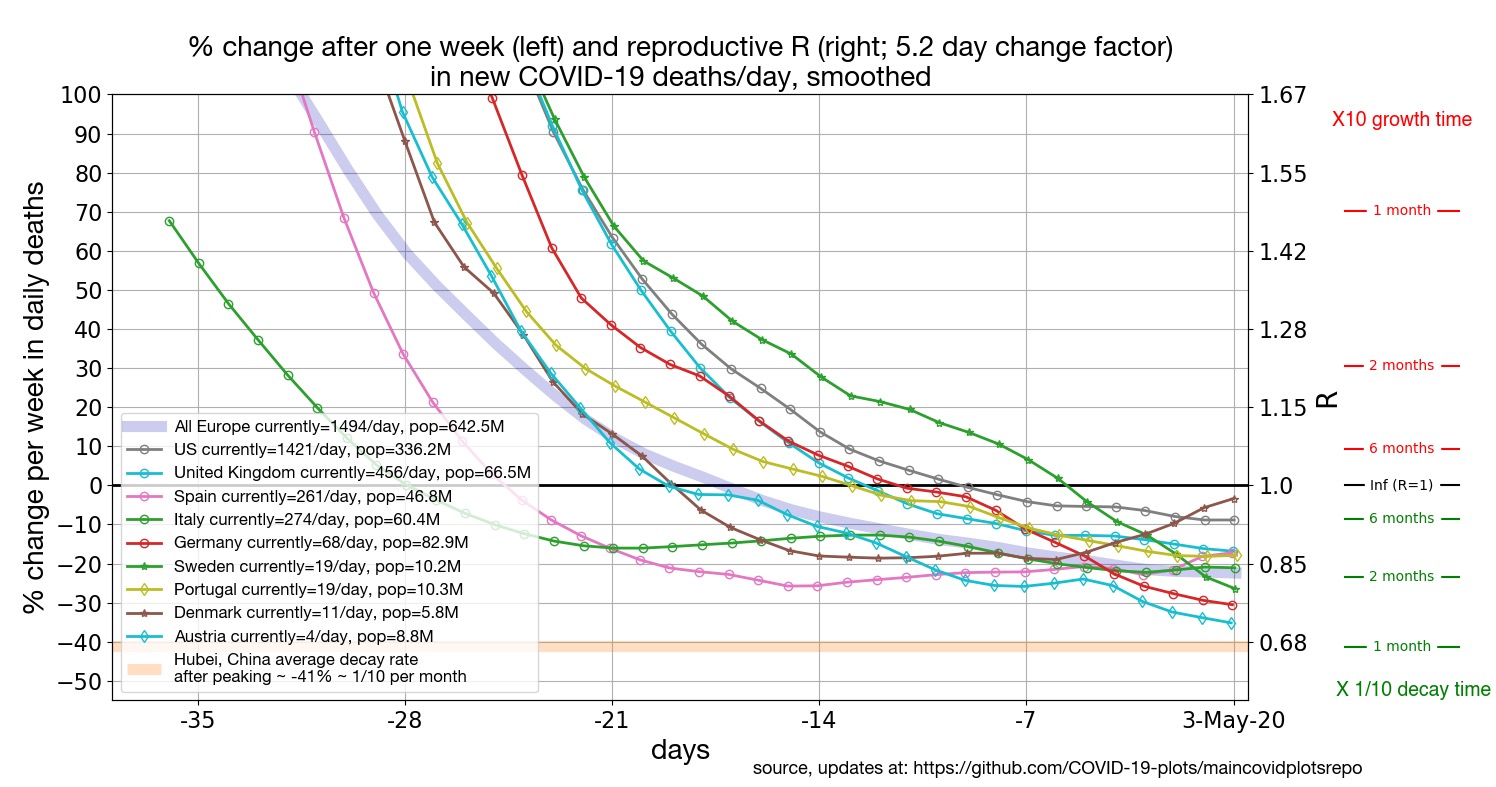 % change after one week (left) and reproductive R (right; 5.2 day change factor)
in new COVID-19 deaths/day, smoothed
100
90
80
70
60
50
40
30
20
10
0
−10
−20
−30
−40
−50
% change per week in daily deaths
All Europe currently=1494/day, pop=642.5M
US currently=1421/day, pop=336.2M
United Kingdom currently=456/day, pop=66.5M
Spain currently=261/day, pop=46.8M
Italy currently=274/day, pop=60.4M
Germany currently=68/day, pop=82.9M
Sweden currently=19/day, pop=10.2M
Portugal currently=19/day, pop=10.3M
Denmark currently=11/day, pop=5.8M
Austria currently=4/day, pop=8.8M
Hubei, China average decay rate
after peaking ~ -41% ~ 1/10 per month
1.67
1.55
1.42
1.28
1.15
1.0
0.85
0.68
R
X10 growth time
1 month
2 months
6 months
Inf (R=1)
6 months
2 months
1 month
X 1/10 decay time
-35
-28
-21
-14
-7
3-May-20
days
source, updates at: https://github.com/COVID-19-plots/maincovidplotsrepo